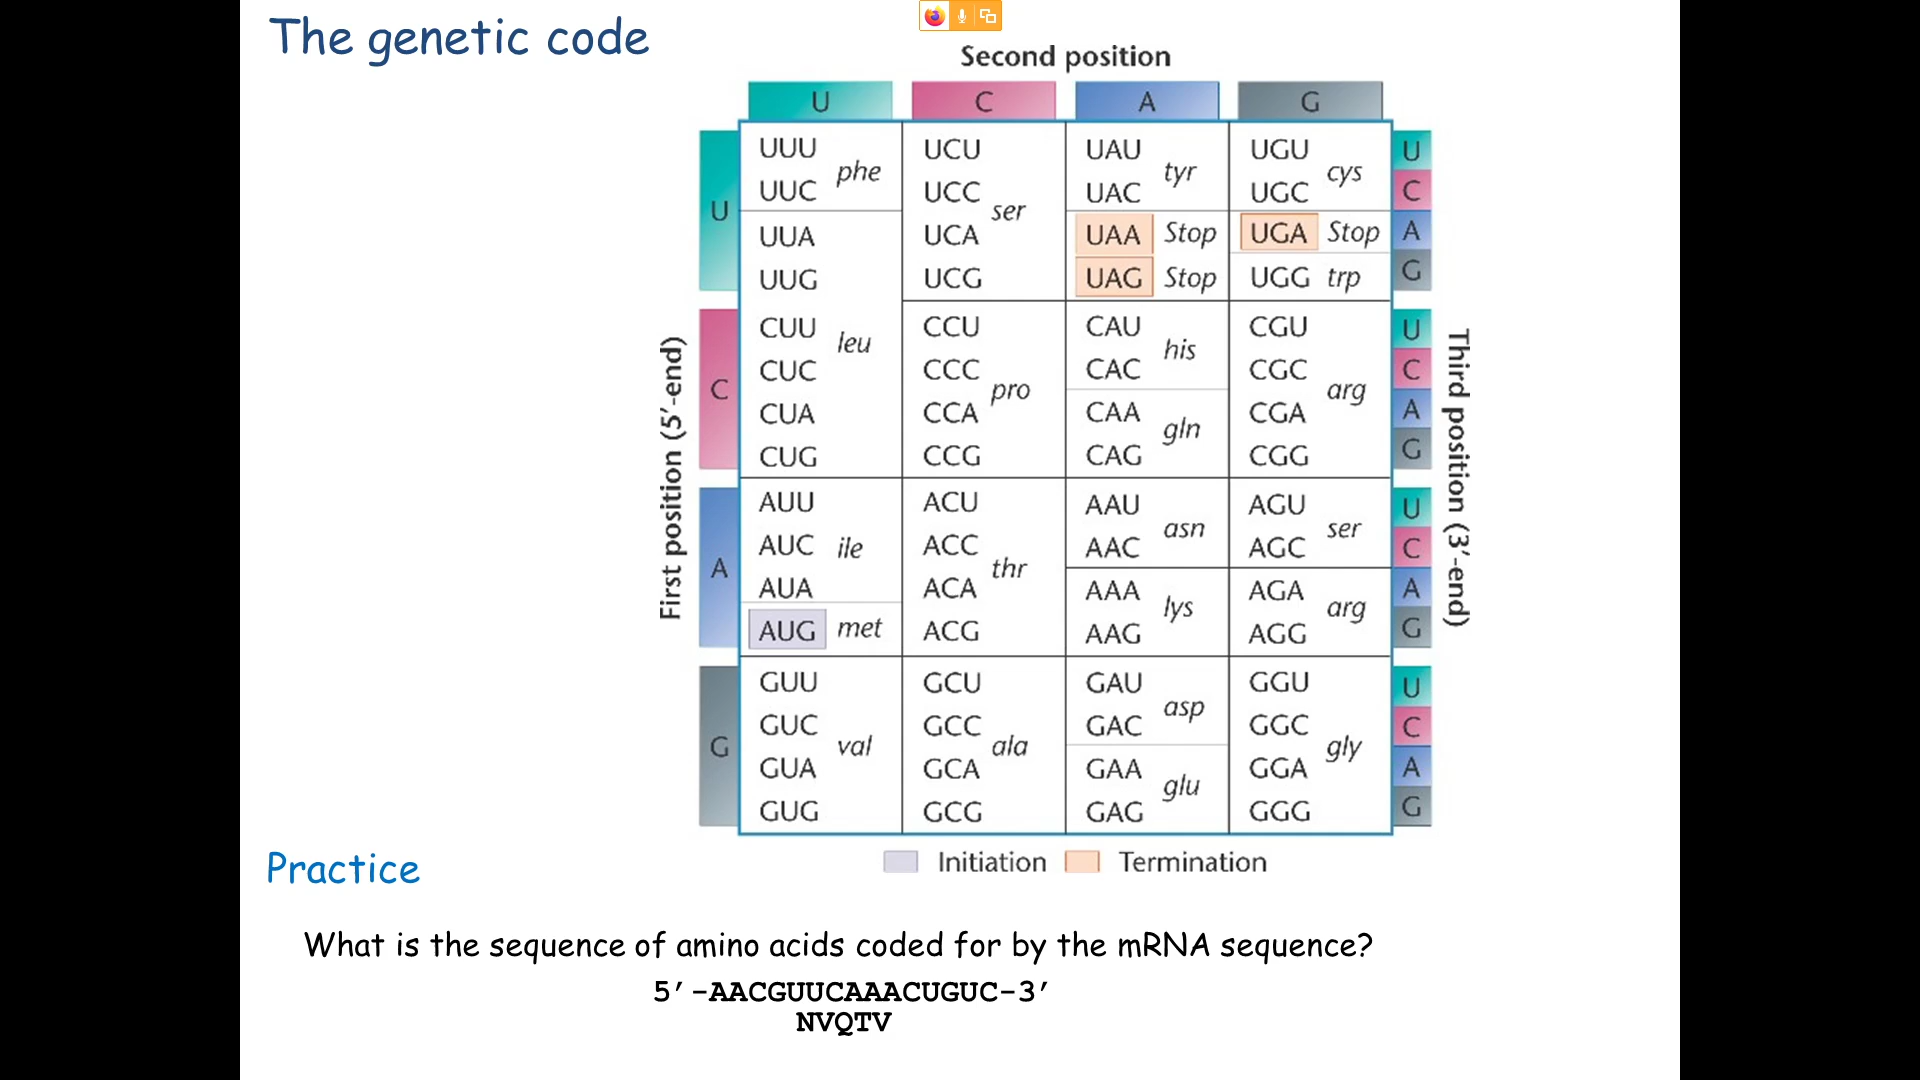 The genetic code
Second position
U C A G
First position (5′-end)
Third position (3′-end)
U
UUU UCU UAU UGU U
phe tyr cys
UUC UCC UAC UGC C
ser
UUA UCA UAA Stop UGA Stop A
UUG UCG UAG Stop UGG trp G
C
CUU CCU CAU CGU U
leu his
CUC CCC CAC CGC C
pro arg
CUA CCA CAA CGA A
gln
CUG CCG CAG CGG G
A
AUU ACU AAU AGU U
asn ser
AUC ile ACC AAC AGC C
thr
AUA ACA AAA AGA A
lys arg
AUG met ACG AAG AGG G
G
GUU GCU GAU GGU U
asp
GUC GCC GAC GGC C
val ala gly
GUA GCA GAA GGA A
glu
GUG GCG GAG GGG G
Initiation Termination
Practice
What is the sequence of amino acids coded for by the mRNA sequence?
5’-AACGUUCAAACUGUC-3’
NVQTV